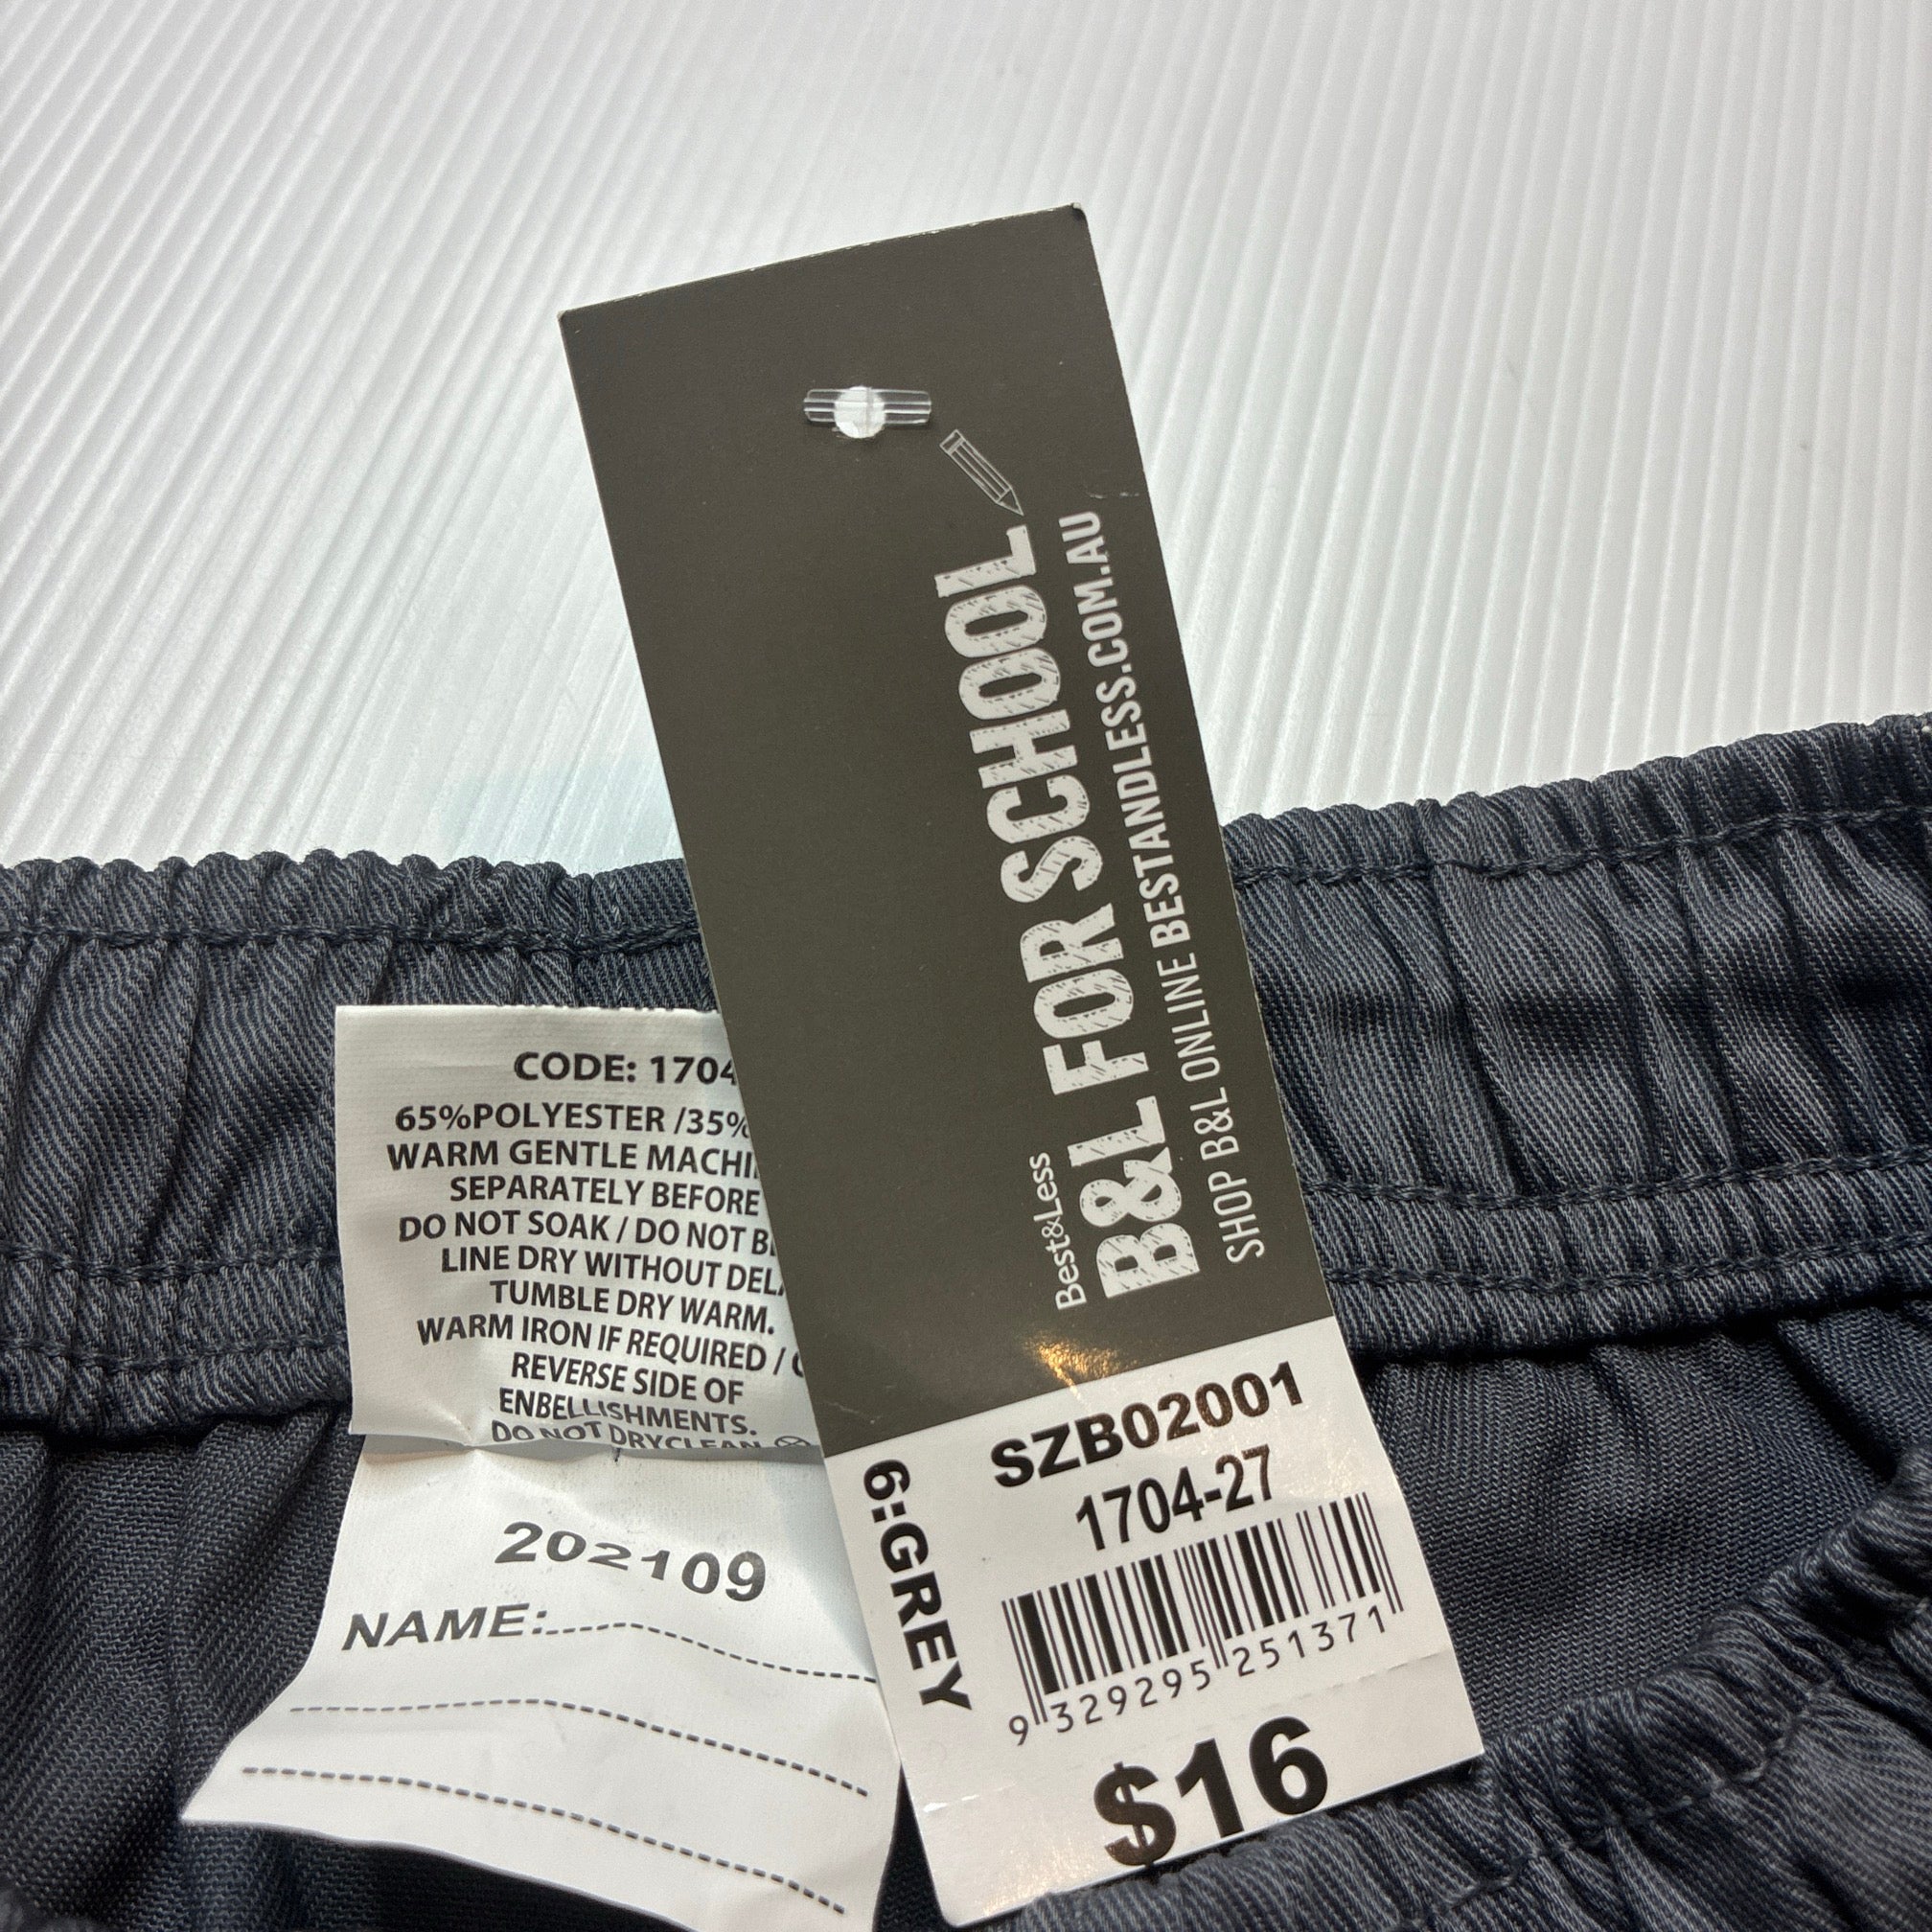 Best&Less
B&L FOR SCHOOL
SHOP B&L ONLINE BESTANDLESS.COM.AU
SZB02001
1704-27
6:GREY
9 329295 251371
$16
CODE: 1704
65%POLYESTER /35%
WARM GENTLE
SEPARATELY BEFORE
DO NOT SOAK / DO NOT
LINE DRY WITHOUT
TUMBLE DRY WARM.
WARM IRON IF REQUIRED /
REVERSE SIDE OF
ENBELLISHMENTS.
DO NOT DRYCLEAN
202109
NAME: